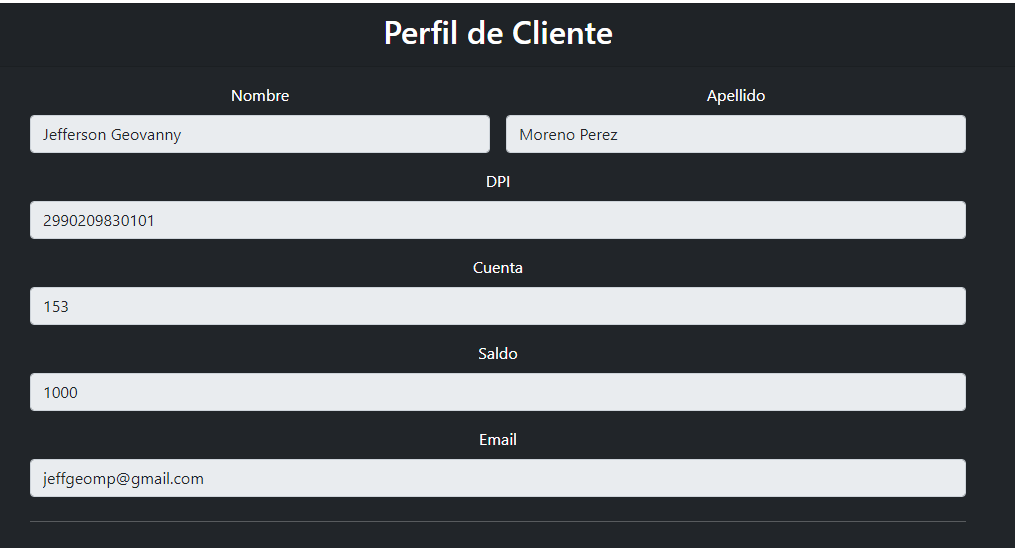 Perfil de Cliente
Nombre Apellido
Jefferson Geovanny Moreno Perez
DPI
2990209830101
Cuenta
153
Saldo
1000
Email
jeffgeomp@gmail.com